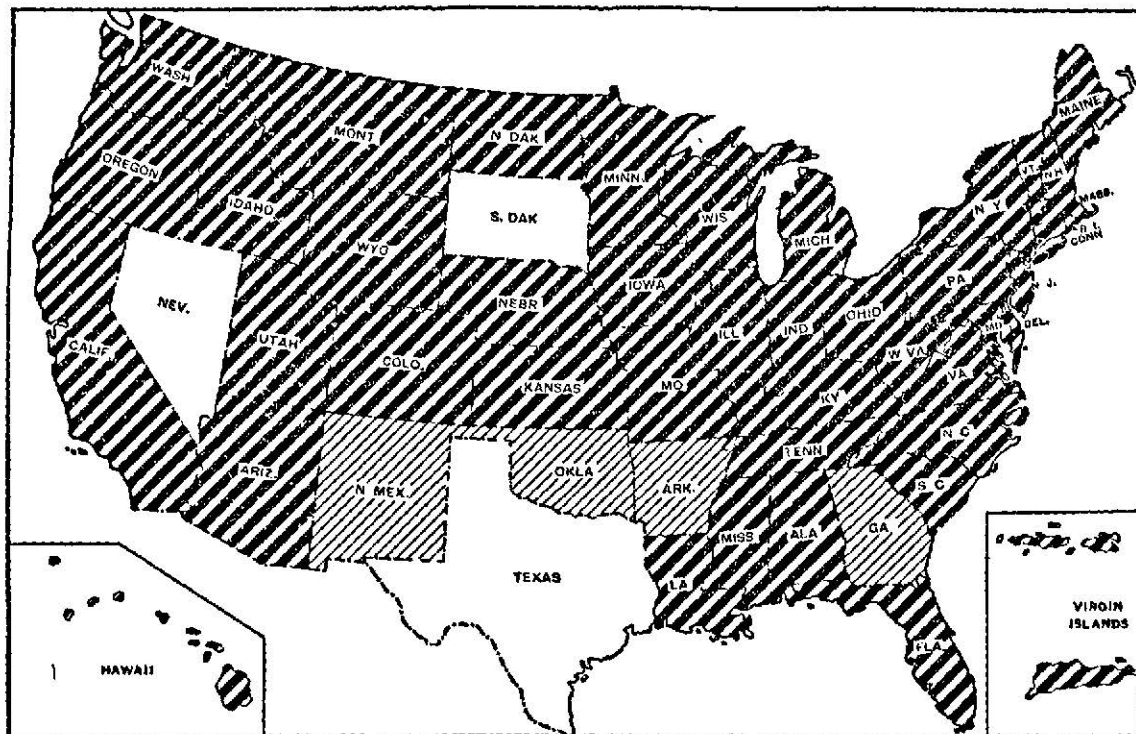 WASH
MONT
N. DAK
MINN.
MAINE
OREGON
IDAHO
S. DAK
WIS
VT.
N H
N Y
MASS.
R I.
CONN
WYO
MICH
NEV.
NEBR
IOWA
PA
N. J.
CALIF.
UTAH
COLO.
KANSAS
MO
ILL
IND
OHIO
W VA.
MD
DEL.
VA
KY
N C
ARIZ.
N MEX.
OKLA
ARK.
TENN
S C
MISS
ALA
GA
TEXAS
LA
FLA
HAWAII
VIRGIN
ISLANDS